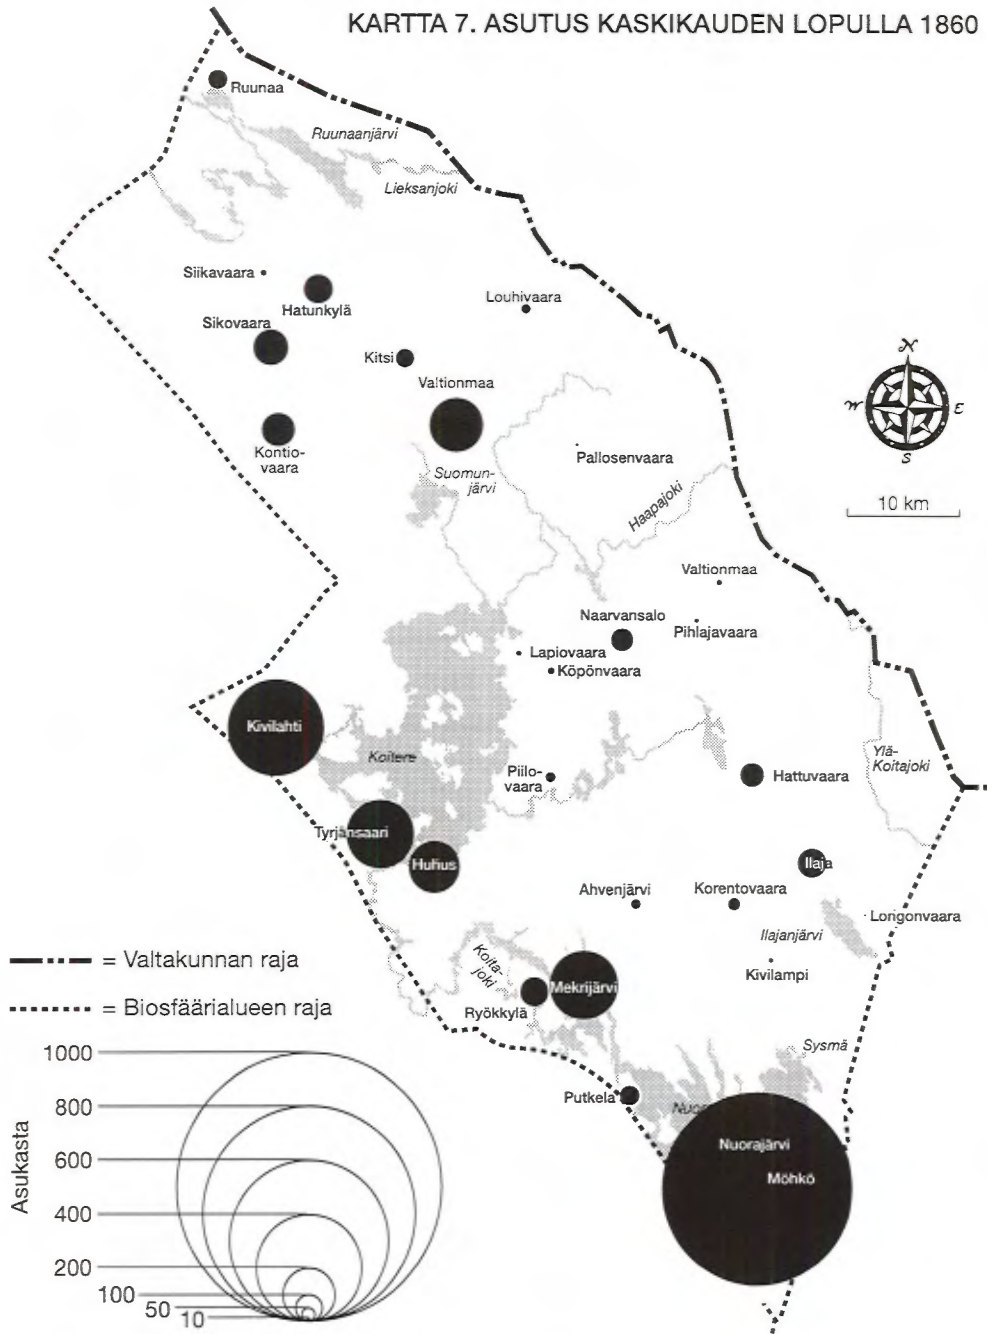 KARTTA 7. ASUTUS KASKIKAUDEN LOPULLA 1860
Ruunaa
Ruunaanjärvi
Lieksanjoki
Siikavaara
Hatunkylä
Louhivaara
Sikovaara
Kitsi
Valtionmaa
N
W
E
S
10 km
Kontio-
vaara
Suomun-
järvi
Pallosenvaara
Haapajoki
Valtionmaa
Naarvansalo
Pihlajavaara
Lapiovaara
Köpönvaara
Kivilahti
Koitere
Ylä-
Koitajoki
Piilo-
vaara
Hattuvaara
Tyrjänsaari
Huhus
Ilaja
Ahvenjärvi
Korentovaara
Longonvaara
Ilajanjärvi
Koita-
joki
Kivilampi
Mekrijärvi
Ryökkylä
Sysmä
Putkela
Nuor
Nuorajärvi
Möhkö
= Valtakunnan raja
= Biosfäärialueen raja
Asukasta
1000
800
600
400
200
100
50
10